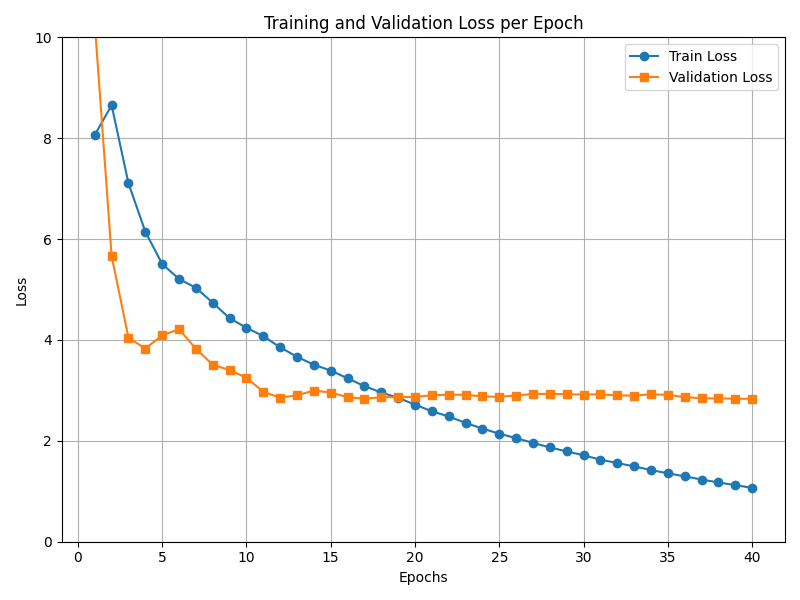 Training and Validation Loss per Epoch
Train Loss
Validation Loss
10
8
6
4
2
0
Loss
0 5 10 15 20 25 30 35 40
Epochs